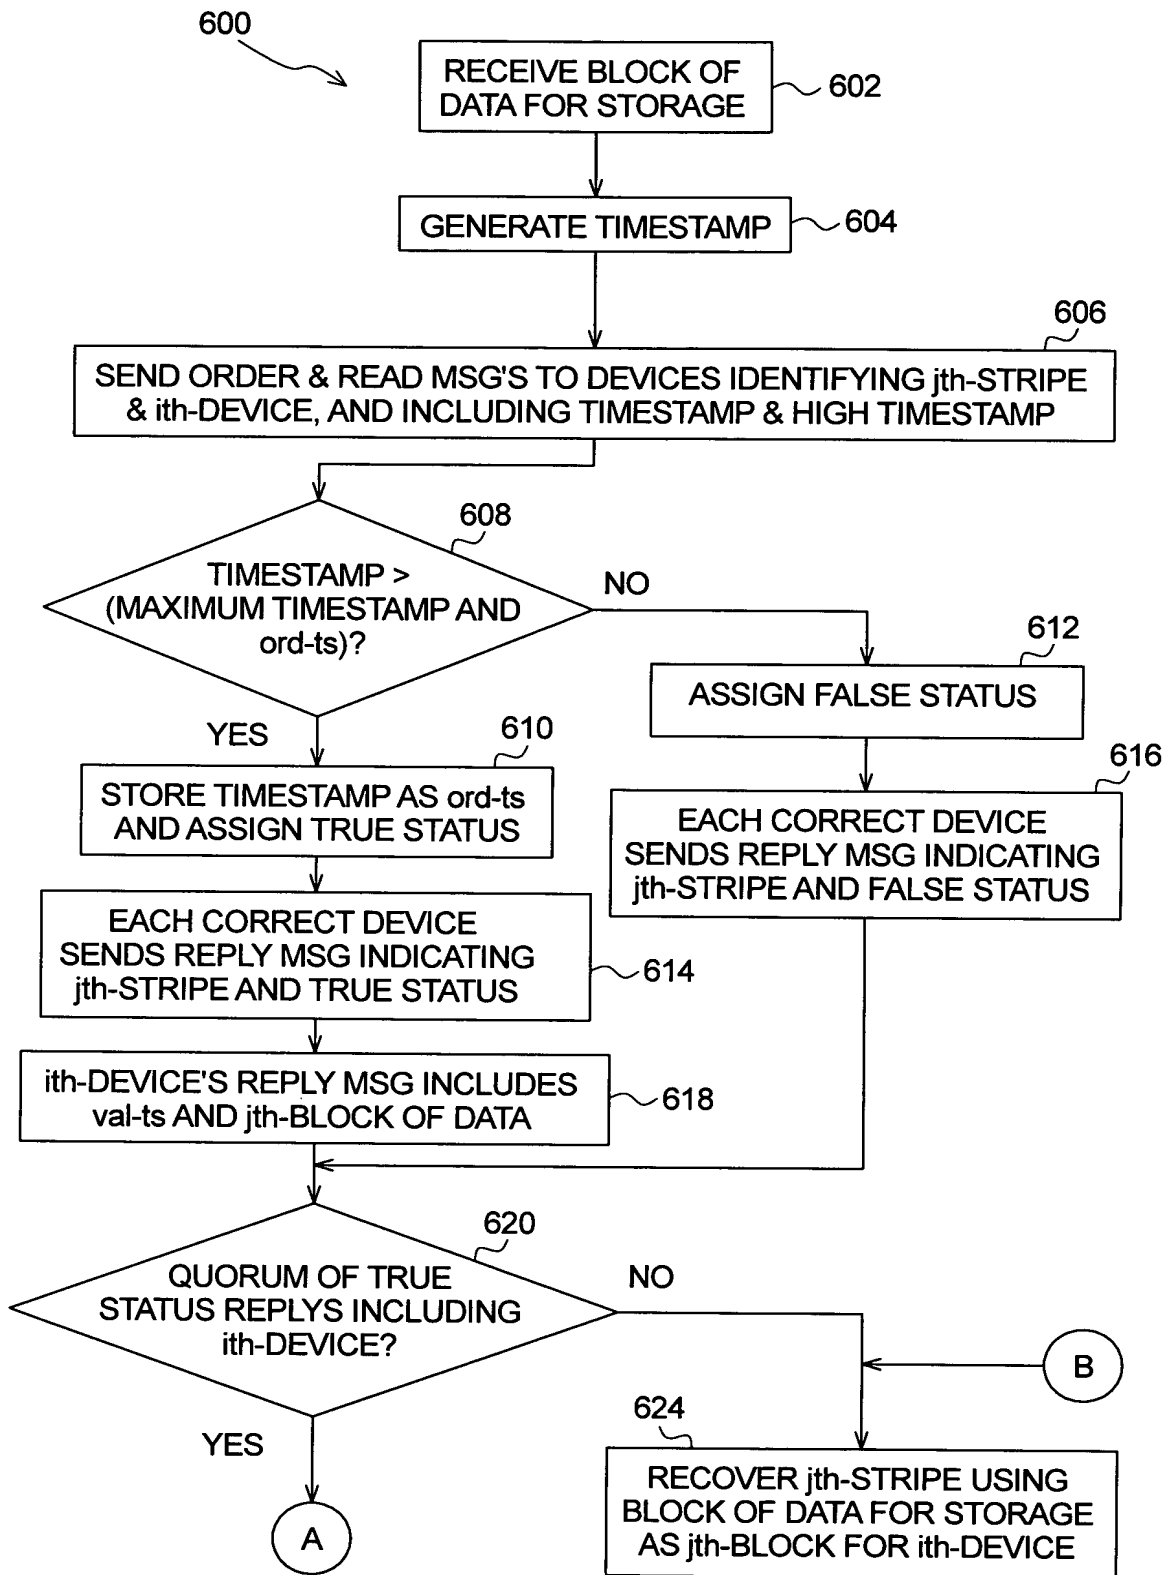 600
RECEIVE BLOCK OF
DATA FOR STORAGE
602
GENERATE TIMESTAMP
604
606
SEND ORDER & READ MSG'S TO DEVICES IDENTIFYING jth-STRIPE
& ith-DEVICE, AND INCLUDING TIMESTAMP & HIGH TIMESTAMP
608
TIMESTAMP >
(MAXIMUM TIMESTAMP AND
ord-ts)?
NO
612
ASSIGN FALSE STATUS
YES
610
STORE TIMESTAMP AS ord-ts
AND ASSIGN TRUE STATUS
616
EACH CORRECT DEVICE
SENDS REPLY MSG INDICATING
jth-STRIPE AND FALSE STATUS
EACH CORRECT DEVICE
SENDS REPLY MSG INDICATING
jth-STRIPE AND TRUE STATUS
614
ith-DEVICE'S REPLY MSG INCLUDES
val-ts AND jth-BLOCK OF DATA
618
620
QUORUM OF TRUE
STATUS REPLYS INCLUDING
ith-DEVICE?
NO
B
YES
A
624
RECOVER jth-STRIPE USING
BLOCK OF DATA FOR STORAGE
AS jth-BLOCK FOR ith-DEVICE